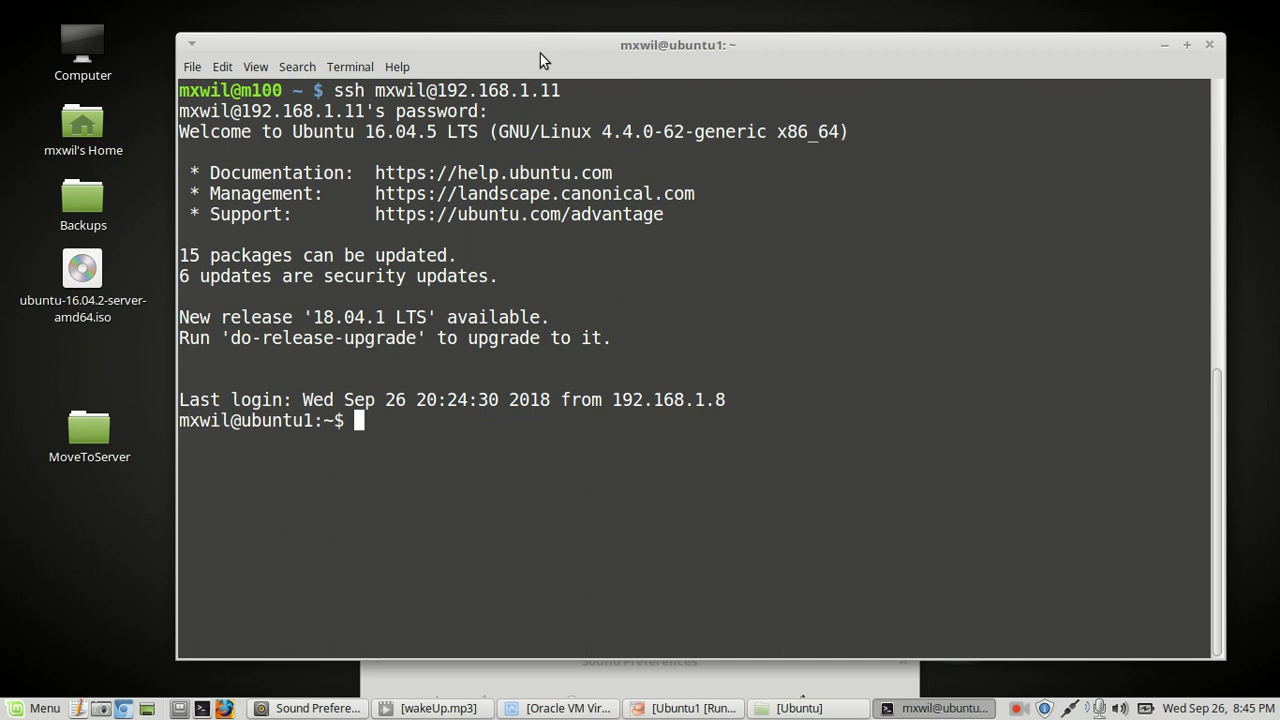 Computer
mxwil's Home
Backups
ubuntu-16.04.2-server-
amd64.iso
MoveToServer
mxwil@ubuntu1: ~
File Edit View Search Terminal Help
mxwil@m100 ~ $ ssh mxwil@192.168.1.11
mxwil@192.168.1.11's password:
Welcome to Ubuntu 16.04.5 LTS (GNU/Linux 4.4.0-62-generic x86_64)
* Documentation: https://help.ubuntu.com
* Management: https://landscape.canonical.com
* Support: https://ubuntu.com/advantage
15 packages can be updated.
6 updates are security updates.
New release '18.04.1 LTS' available.
Run 'do-release-upgrade' to upgrade to it.
Last login: Wed Sep 26 20:24:30 2018 from 192.168.1.8
mxwil@ubuntu1:~$
Sound Preferences
Menu Sound Prefere... [wakeUp.mp3] [Oracle VM Vir... [Ubuntu1 [Run... [Ubuntu] mxwil@ubuntu... Wed Sep 26, 8:45 PM